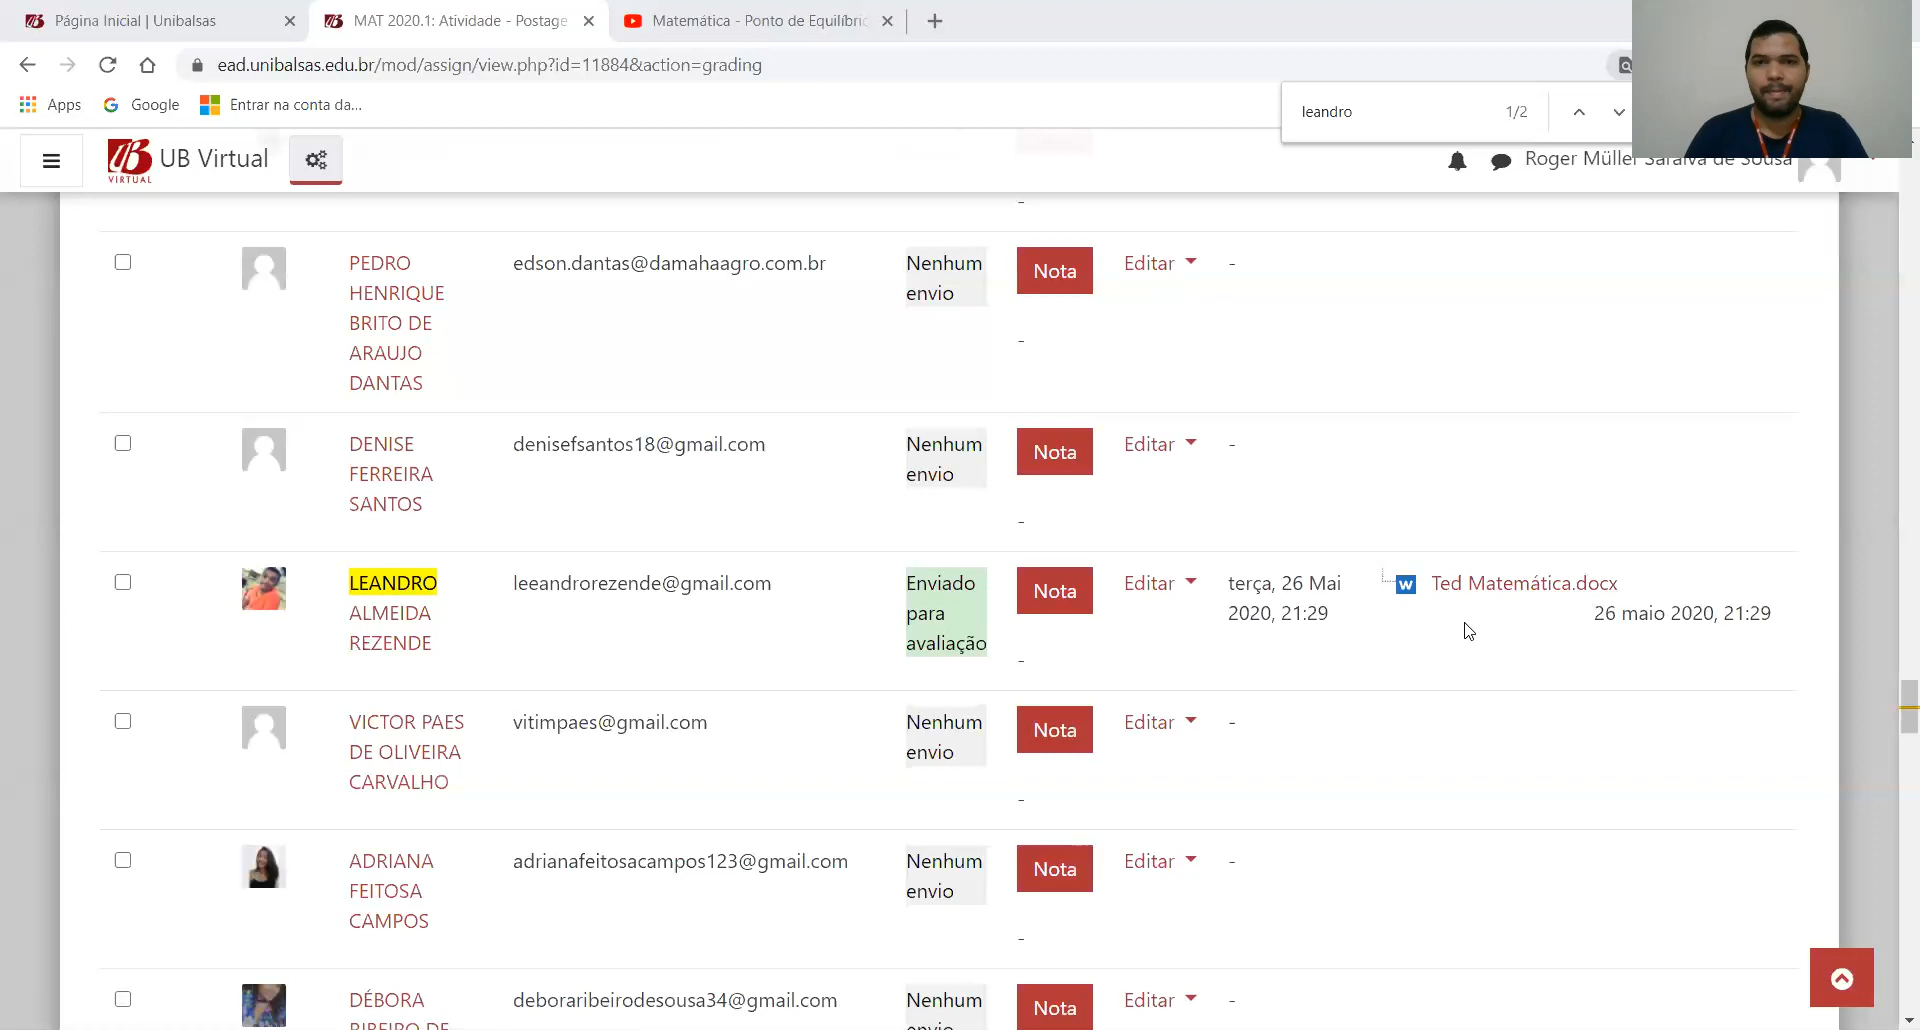 Página Inicial | Unibalsas
MAT 2020.1: Atividade - Postage
Matemática - Ponto de Equilíbric
ead.unibalsas.edu.br/mod/assign/view.php?id=11884&action=grading
Apps
Google
Entrar na conta da...
leandro
1/2
VIRTUAL
UB Virtual
Roger Müller Saraiva de Sousa
-
PEDRO
HENRIQUE
BRITO DE
ARAUJO
DANTAS
edson.dantas@damahaagro.com.br
Nenhum
envio
Nota
-
Editar
-
DENISE
FERREIRA
SANTOS
denisefsantos18@gmail.com
Nenhum
envio
Nota
-
Editar
-
LEANDRO
ALMEIDA
REZENDE
leeandrorezende@gmail.com
Enviado
para
avaliação
Nota
-
Editar
terça, 26 Mai
2020, 21:29
Ted Matemática.docx
26 maio 2020, 21:29
VICTOR PAES
DE OLIVEIRA
CARVALHO
vitimpaes@gmail.com
Nenhum
envio
Nota
-
Editar
-
ADRIANA
FEITOSA
CAMPOS
adrianafeitosacampos123@gmail.com
Nenhum
envio
Nota
-
Editar
-
DÉBORA
RIBEIRO DE
deboraribeirodesousa34@gmail.com
Nenhum
envio
Nota
Editar
-